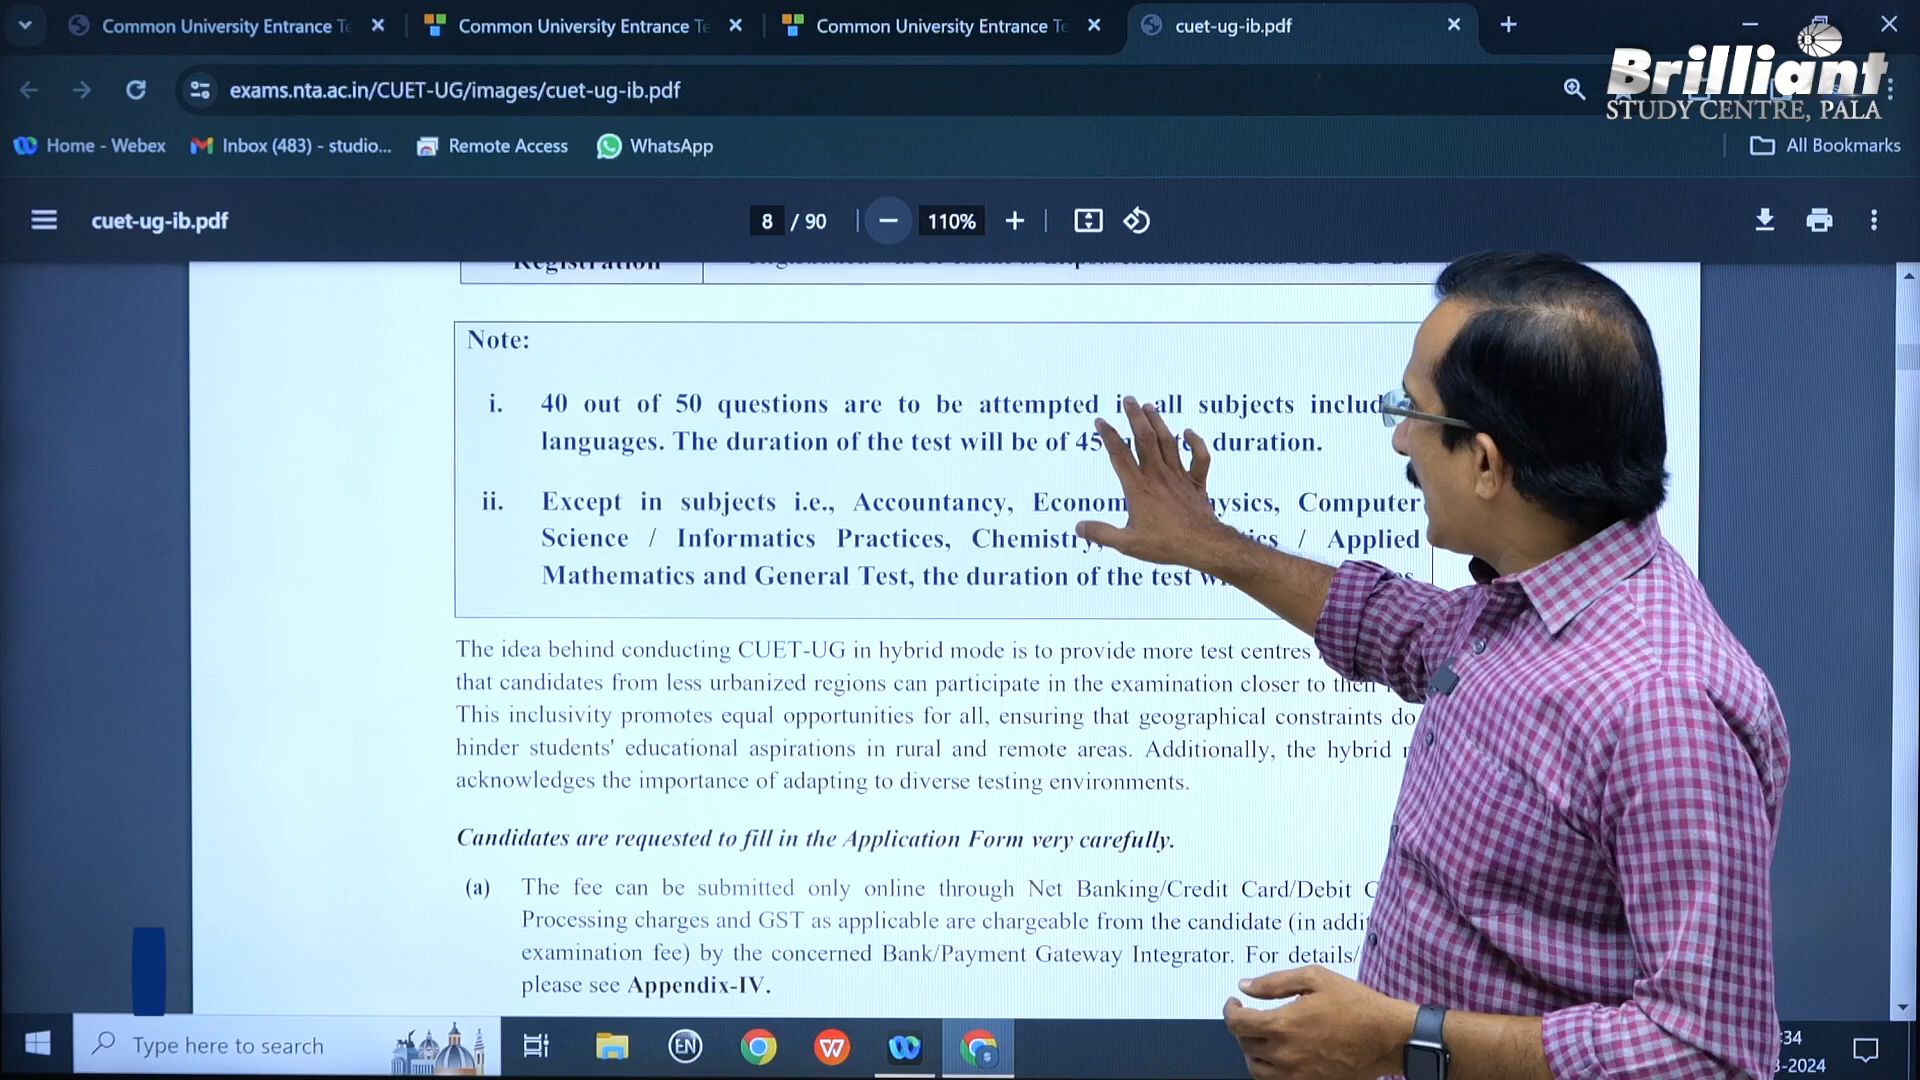 Common University Entrance Te
Common University Entrance Te
Common University Entrance Te
cuet-ug-ib.pdf
Brilliant
STUDY CENTRE, PALA
exams.nta.ac.in/CUET-UG/images/cuet-ug-ib.pdf
Home - Webex
Inbox (483) - studio...
Remote Access
WhatsApp
All Bookmarks
cuet-ug-ib.pdf
8 / 90
110%
Registration
Note:
i. 40 out of 50 questions are to be attempted all subjects includ
languages. The duration of the test will be of 45 duration.
ii. Except in subjects i.e., Accountancy, Econom ysics, Computer
Science / Informatics Practices, Chemistry, tics / Applied
Mathematics and General Test, the duration of the test
The idea behind conducting CUET-UG in hybrid mode is to provide more test centres
that candidates from less urbanized regions can participate in the examination closer to their
This inclusivity promotes equal opportunities for all, ensuring that geographical constraints do
hinder students' educational aspirations in rural and remote areas. Additionally, the hybrid
acknowledges the importance of adapting to diverse testing environments.
Candidates are requested to fill in the Application Form very carefully.
(a) The fee can be submitted only online through Net Banking/Credit Card/Debit C
Processing charges and GST as applicable are chargeable from the candidate (in addi
examination fee) by the concerned Bank/Payment Gateway Integrator. For details/
please see Appendix-IV.
Type here to search
EN
W
S
:34
-2024